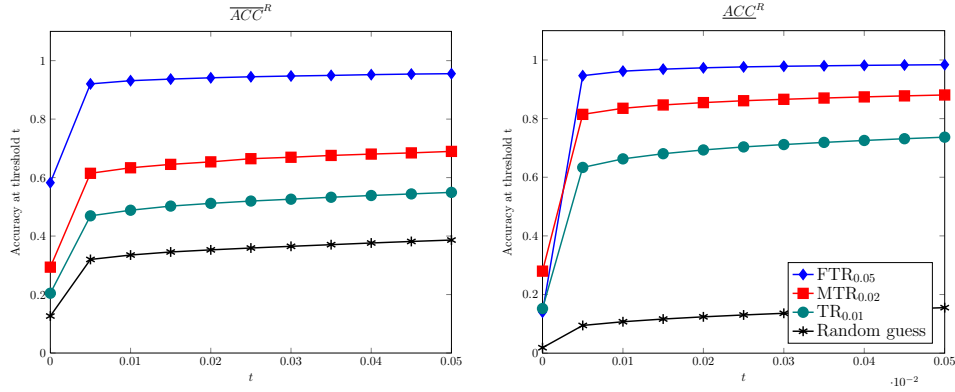 ACC^R
ACC^R
Accuracy at threshold t
1
0.8
0.6
0.4
0.2
0
0 0.01 0.02 0.03 0.04 0.05
t
Accuracy at threshold t
1
0.8
0.6
0.4
0.2
0
0.00 0.01 0.02 0.03 0.04 0.05
t
·10−2
FTR0.05
MTR0.02
TR0.01
Random guess